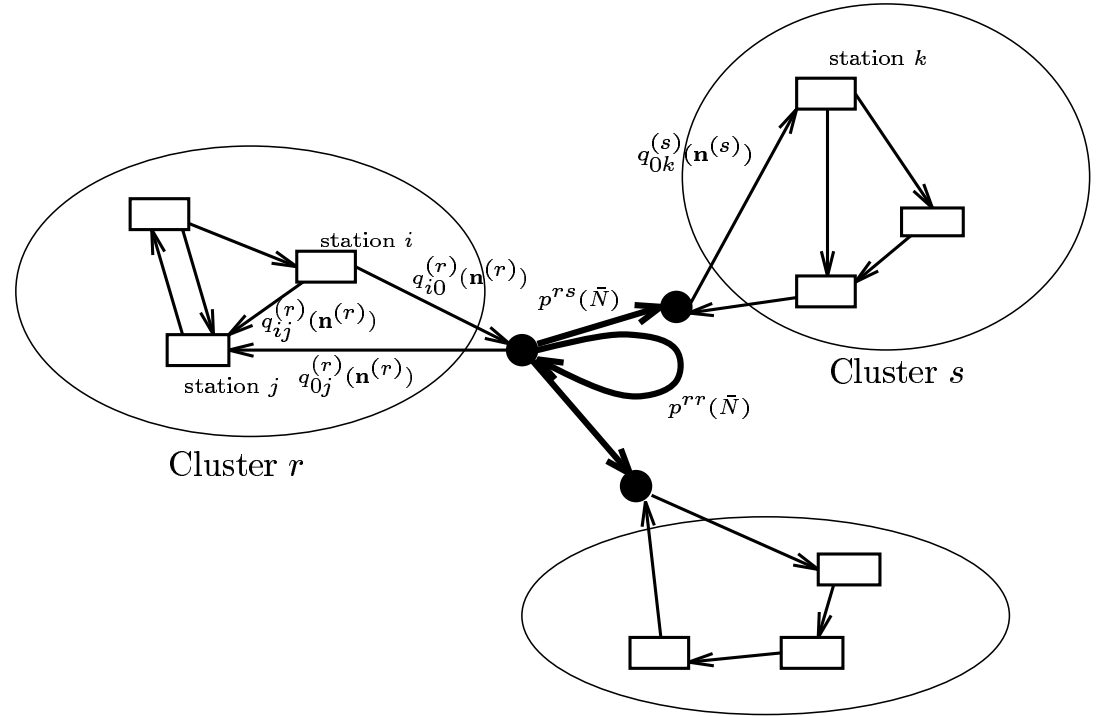 station k
q_{0k}^{(s)}(n^{(s)})
station i
q_{i0}^{(r)}(n^{(r)})
p^{rs}(N̄)
q_{ij}^{(r)}(n^{(r)})
station j
q_{0j}^{(r)}(n^{(r)})
Cluster s
p^{rr}(N̄)
Cluster r